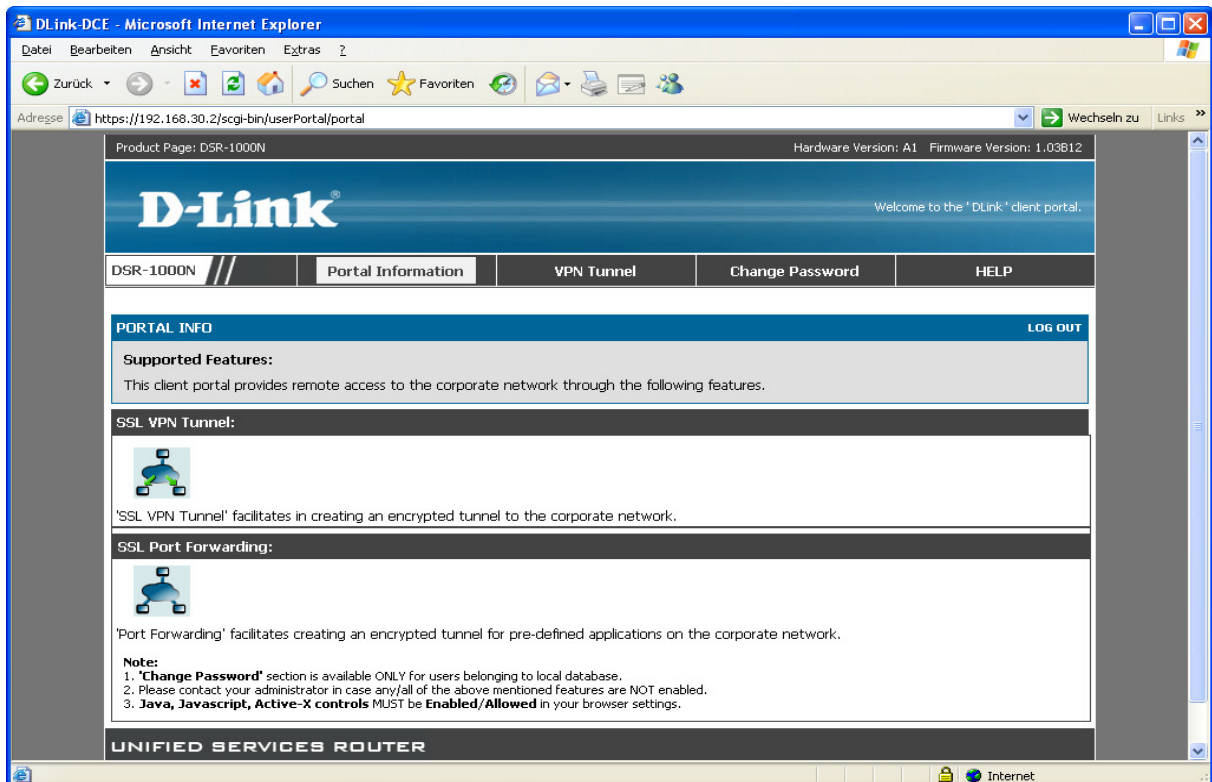 DLink-DCE - Microsoft Internet Explorer
Datei Bearbeiten Ansicht Favoriten Extras ?
Zurück Suchen Favoriten
Adresse https://192.168.30.2/scgi-bin/userPortal/portal Wechseln zu Links »
Product Page: DSR-1000N Hardware Version: A1 Firmware Version: 1.03B12
D-Link®
Welcome to the ' DLink ' client portal.
DSR-1000N Portal Information VPN Tunnel Change Password HELP
PORTAL INFO LOG OUT
Supported Features:
This client portal provides remote access to the corporate network through the following features.
SSL VPN Tunnel:
'SSL VPN Tunnel' facilitates in creating an encrypted tunnel to the corporate network.
SSL Port Forwarding:
'Port Forwarding' facilitates creating an encrypted tunnel for pre-defined applications on the corporate network.
Note:
1. 'Change Password' section is available ONLY for users belonging to local database.
2. Please contact your administrator in case any/all of the above mentioned features are NOT enabled.
3. Java, Javascript, Active-X controls MUST be Enabled/Allowed in your browser settings.
UNIFIED SERVICES ROUTER
Internet